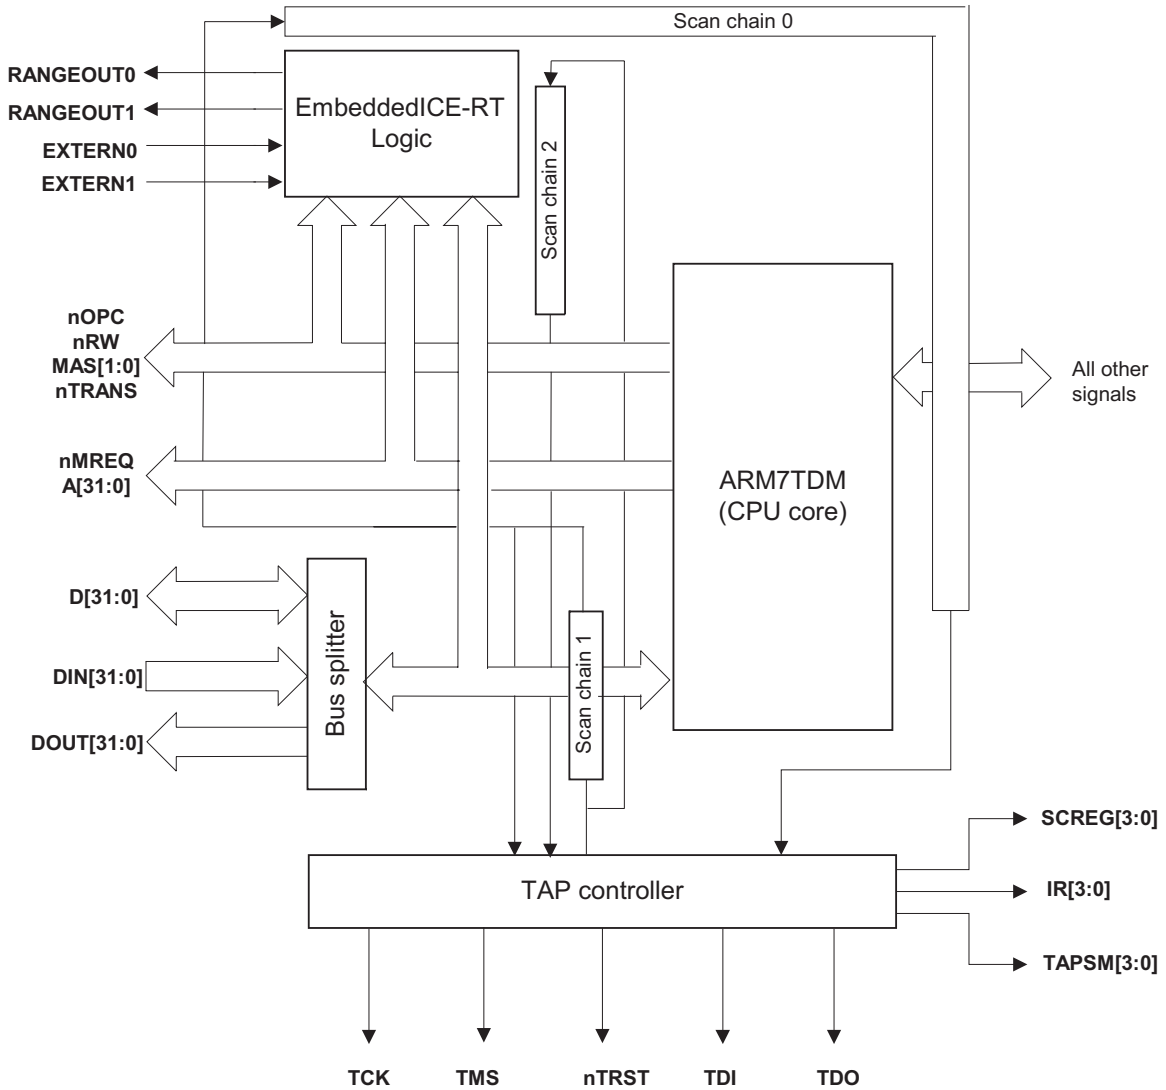 Scan chain 0
RANGEOUT0
RANGEOUT1
EXTERN0
EXTERN1
EmbeddedICE-RT
Logic
Scan chain 2
nOPC
nRW
MAS[1:0]
nTRANS
All other
signals
nMREQ
A[31:0]
ARM7TDM
(CPU core)
D[31:0]
DIN[31:0]
DOUT[31:0]
Bus splitter
Scan chain 1
TAP controller
SCREG[3:0]
IR[3:0]
TAPSM[3:0]
TCK
TMS
nTRST
TDI
TDO